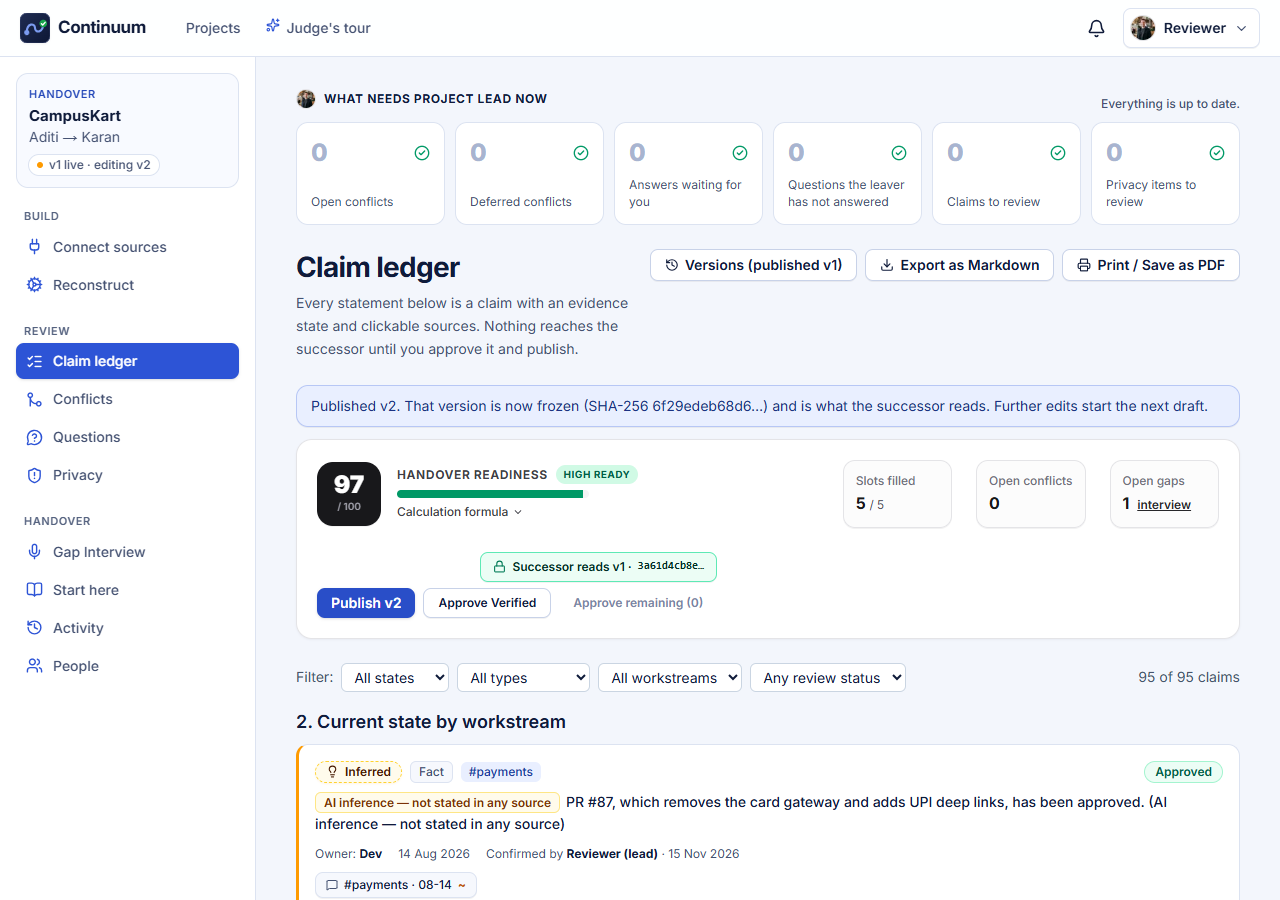 Continuum
Projects
Judge's tour
Reviewer
HANDOVER
CampusKart
Aditi → Karan
v1 live · editing v2
BUILD
Connect sources
Reconstruct
REVIEW
Claim ledger
Conflicts
Questions
Privacy
HANDOVER
Gap Interview
Start here
Activity
People
WHAT NEEDS PROJECT LEAD NOW
Everything is up to date.
0
Open conflicts
0
Deferred conflicts
0
Answers waiting for
you
0
Questions the leaver
has not answered
0
Claims to review
0
Privacy items to
review
Claim ledger
Versions (published v1)
Export as Markdown
Print / Save as PDF
Every statement below is a claim with an evidence
state and clickable sources. Nothing reaches the
successor until you approve it and publish.
Published v2. That version is now frozen (SHA-256 6f29edeb68d6…) and is what the successor reads. Further edits start the next draft.
97
/ 100
HANDOVER READINESS
HIGH READY
Calculation formula
Slots filled
5 / 5
Open conflicts
0
Open gaps
1 interview
Successor reads v1 · 3a61d4cb8e…
Publish v2
Approve Verified
Approve remaining (0)
Filter:
All states
All types
All workstreams
Any review status
95 of 95 claims
2. Current state by workstream
Inferred
Fact
#payments
Approved
AI inference — not stated in any source PR #87, which removes the card gateway and adds UPI deep links, has been approved. (AI
inference — not stated in any source)
Owner: Dev 14 Aug 2026 Confirmed by Reviewer (lead) · 15 Nov 2026
#payments · 08-14 ~